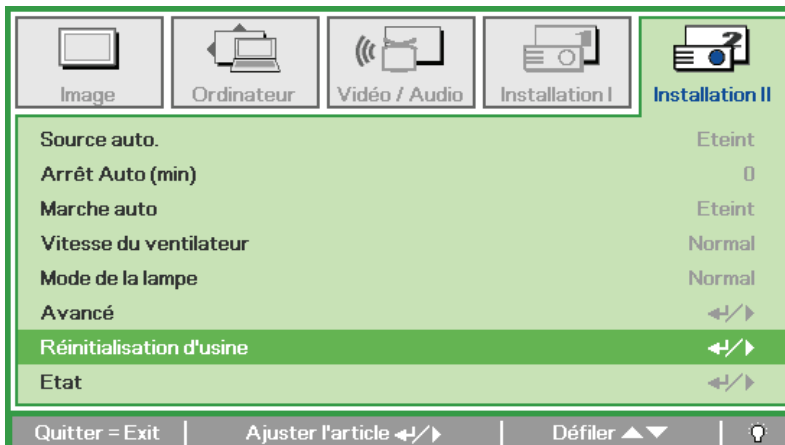 Image Ordinateur Vidéo / Audio Installation I Installation II
Source auto. Eteint
Arrêt Auto (min) 0
Marche auto Eteint
Vitesse du ventilateur Normal
Mode de la lampe Normal
Avancé
Réinitialisation d'usine
Etat
Quitter = Exit Ajuster l'article Défiler